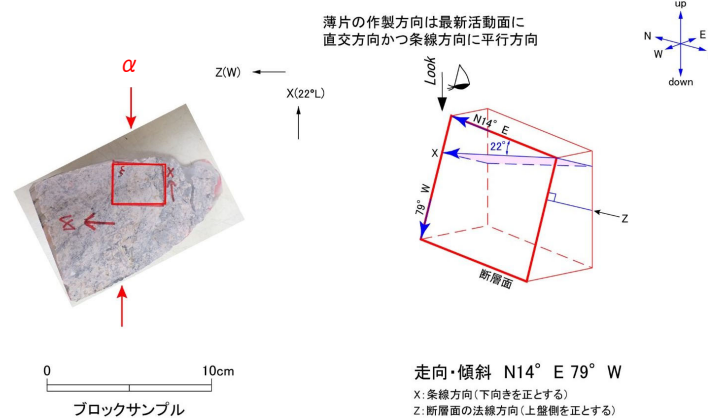 薄片の作製方向は最新活動面に
直交方向かつ条線方向に平行方向
α
Z(W)
X(22°L)
Look
N14° E
22°
X
79° W
Z
断層面
up
N
E
W
down
X
0
10cm
ブロックサンプル
走向・傾斜 N14° E 79° W
X:条線方向(下向きを正とする)
Z:断層面の法線方向(上盤側を正とする)